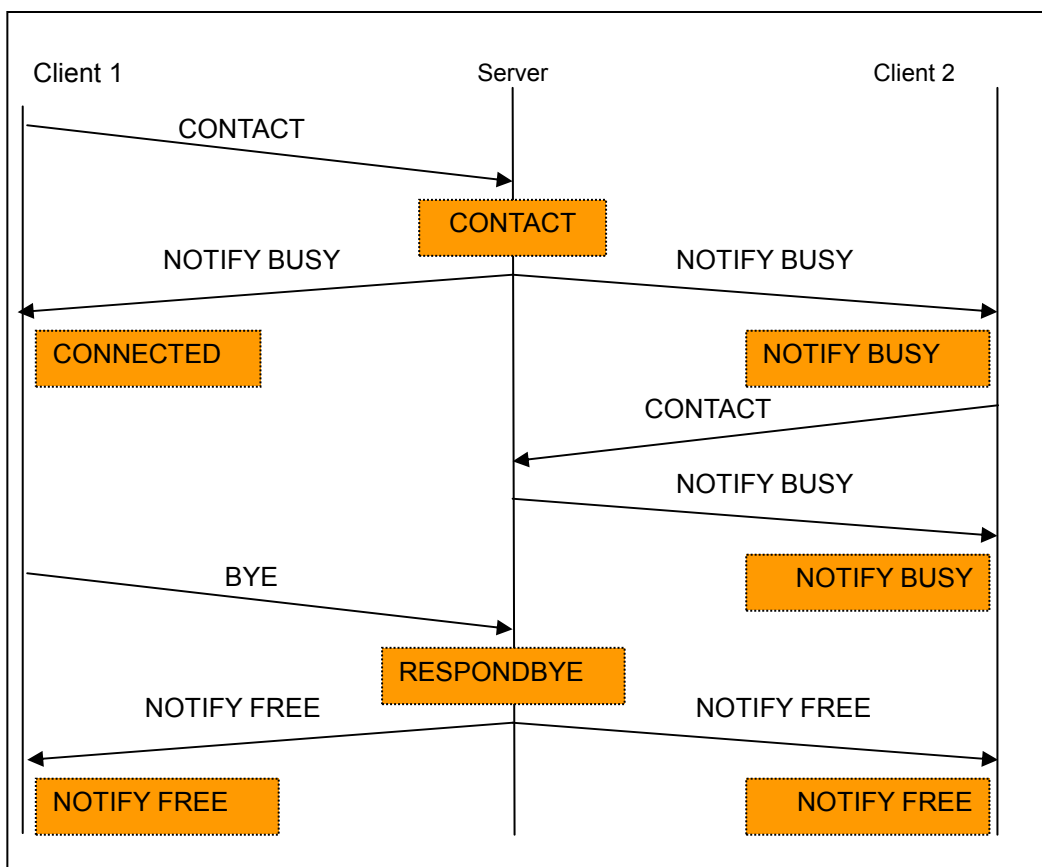 Client 1
Server
Client 2
CONTACT
CONTACT
NOTIFY BUSY
NOTIFY BUSY
CONNECTED
NOTIFY BUSY
CONTACT
NOTIFY BUSY
NOTIFY BUSY
BYE
RESPONDBYE
NOTIFY FREE
NOTIFY FREE
NOTIFY FREE
NOTIFY FREE